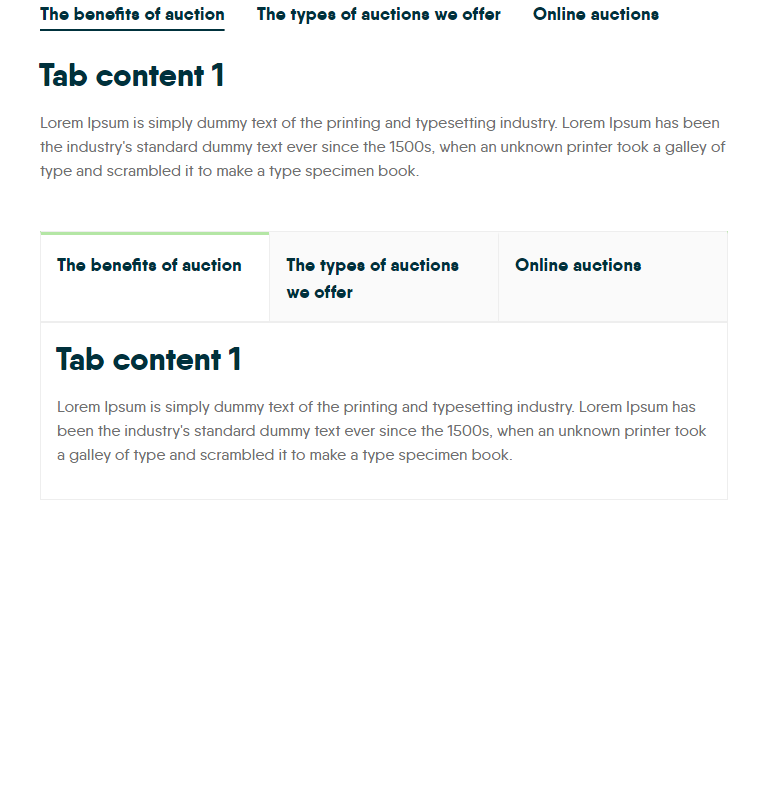 The benefits of auction The types of auctions we offer Online auctions
Tab content 1
Lorem Ipsum is simply dummy text of the printing and typesetting industry. Lorem Ipsum has been
the industry's standard dummy text ever since the 1500s, when an unknown printer took a galley of
type and scrambled it to make a type specimen book.
The benefits of auction
The types of auctions
we offer
Online auctions
Tab content 1
Lorem Ipsum is simply dummy text of the printing and typesetting industry. Lorem Ipsum has
been the industry's standard dummy text ever since the 1500s, when an unknown printer took
a galley of type and scrambled it to make a type specimen book.